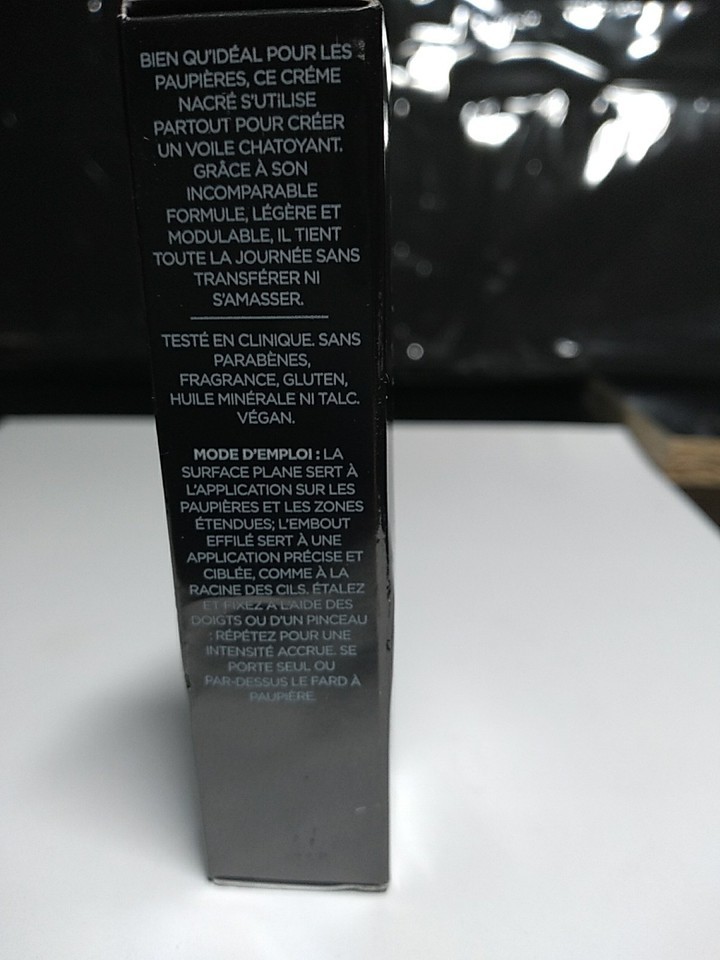 BIEN QU'IDÉAL POUR LES
PAUPIÈRES, CE CRÉME
NACRÉ S'UTILISE
PARTOUT POUR CRÉER
UN VOILE CHATOYANT.
GRÂCE À SON
INCOMPARABLE
FORMULE, LÉGÈRE ET
MODULABLE, IL TIENT
TOUTE LA JOURNÉE SANS
TRANSFÉRER NI
S'AMASSER.
TESTÉ EN CLINIQUE. SANS
PARABÈNES,
FRAGRANCE, GLUTEN,
HUILE MINÉRALE NI TALC.
VÉGAN.
MODE D'EMPLOI : LA
SURFACE PLANE SERT À
L'APPLICATION SUR LES
PAUPIÈRES ET LES ZONES
ÉTENDUES; L'EMBOUT
EFFILÉ SERT À UNE
APPLICATION PRÉCISE ET
CIBLÉE, COMME À LA
RACINE DES CILS. ÉTALEZ
ET FIXEZ À L'AIDE DES
DOIGTS OU D'UN PINCEAU
: RÉPÉTEZ POUR UNE
INTENSITÉ ACCRUE. SE
PORTE SEUL OU
PAR-DESSUS LE FARD À
PAUPIÈRE.